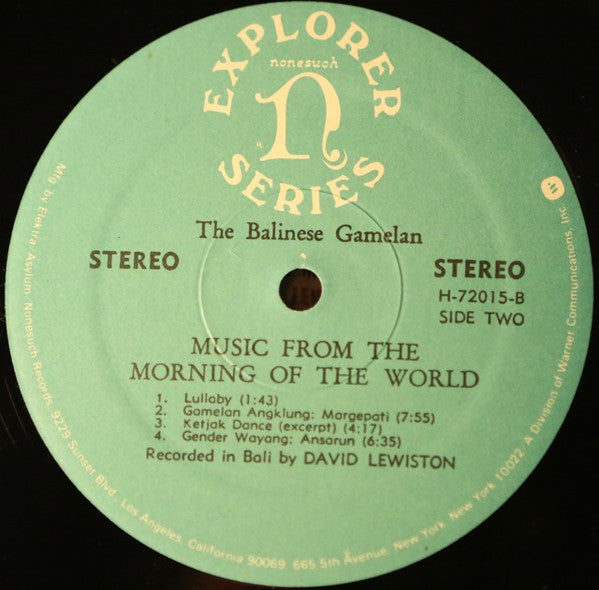 EXPLORER
nonesuch
n
SERIES
The Balinese Gamelan
STEREO
STEREO
H-72015-B
SIDE TWO
MUSIC FROM THE
MORNING OF THE WORLD
1. Lullaby (1:43)
2. Gamelan Angklung: Margepati (7:55)
3. Ketjak Dance (excerpt) (4:17)
4. Gender Wayang: Ansarun (6:35)
Recorded in Bali by DAVID LEWISTON
Mfg by Elektra Asylum Nonesuch Records, 9229 Sunset Blvd., Los Angeles, California 90069. 665 5th Avenue, New York, New York 10022. A Division of Warner Communications, Inc.